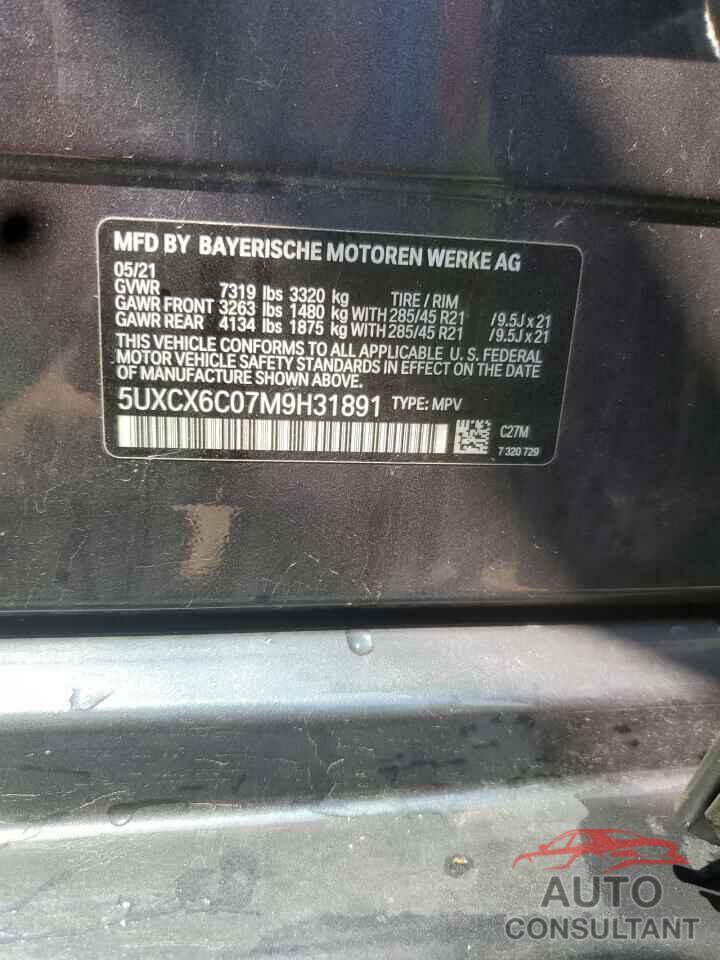 MFD BY BAYERISCHE MOTOREN WERKE AG
05/21
GVWR 7319 lbs 3320 kg TIRE / RIM
GAWR FRONT 3263 lbs 1480 kg WITH 285/45 R21 /9.5J x 21
GAWR REAR 4134 lbs 1875 kg WITH 285/45 R21 /9.5J x 21
THIS VEHICLE CONFORMS TO ALL APPLICABLE U. S. FEDERAL
MOTOR VEHICLE SAFETY STANDARDS IN EFFECT ON THE DATE
OF MANUFACTURE SHOWN ABOVE.
5UXCX6C07M9H31891 TYPE: MPV
C27M
7 320 729
AUTO
CONSULTANT